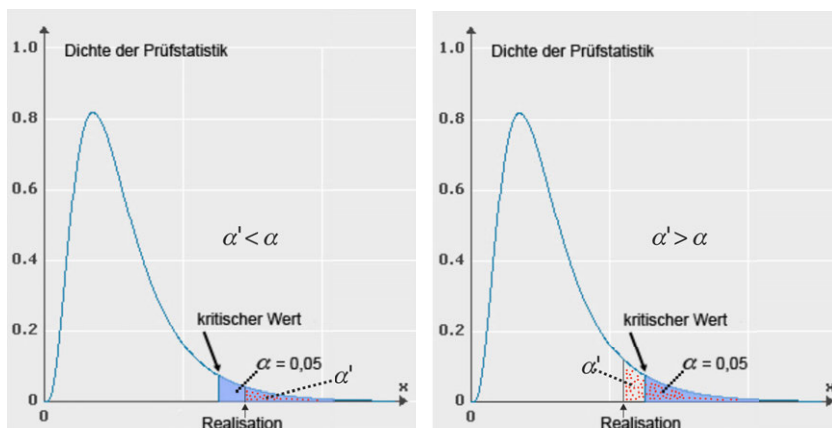 Dichte der Prüfstatistik
1.0
0.8
0.6
0.4
0.2
0
0
α' < α
kritischer Wert
α = 0,05
α'
x
Realisation
Dichte der Prüfstatistik
1.0
0.8
0.6
0.4
0.2
0
0
α' > α
kritischer Wert
α'
α = 0,05
x
Realisation